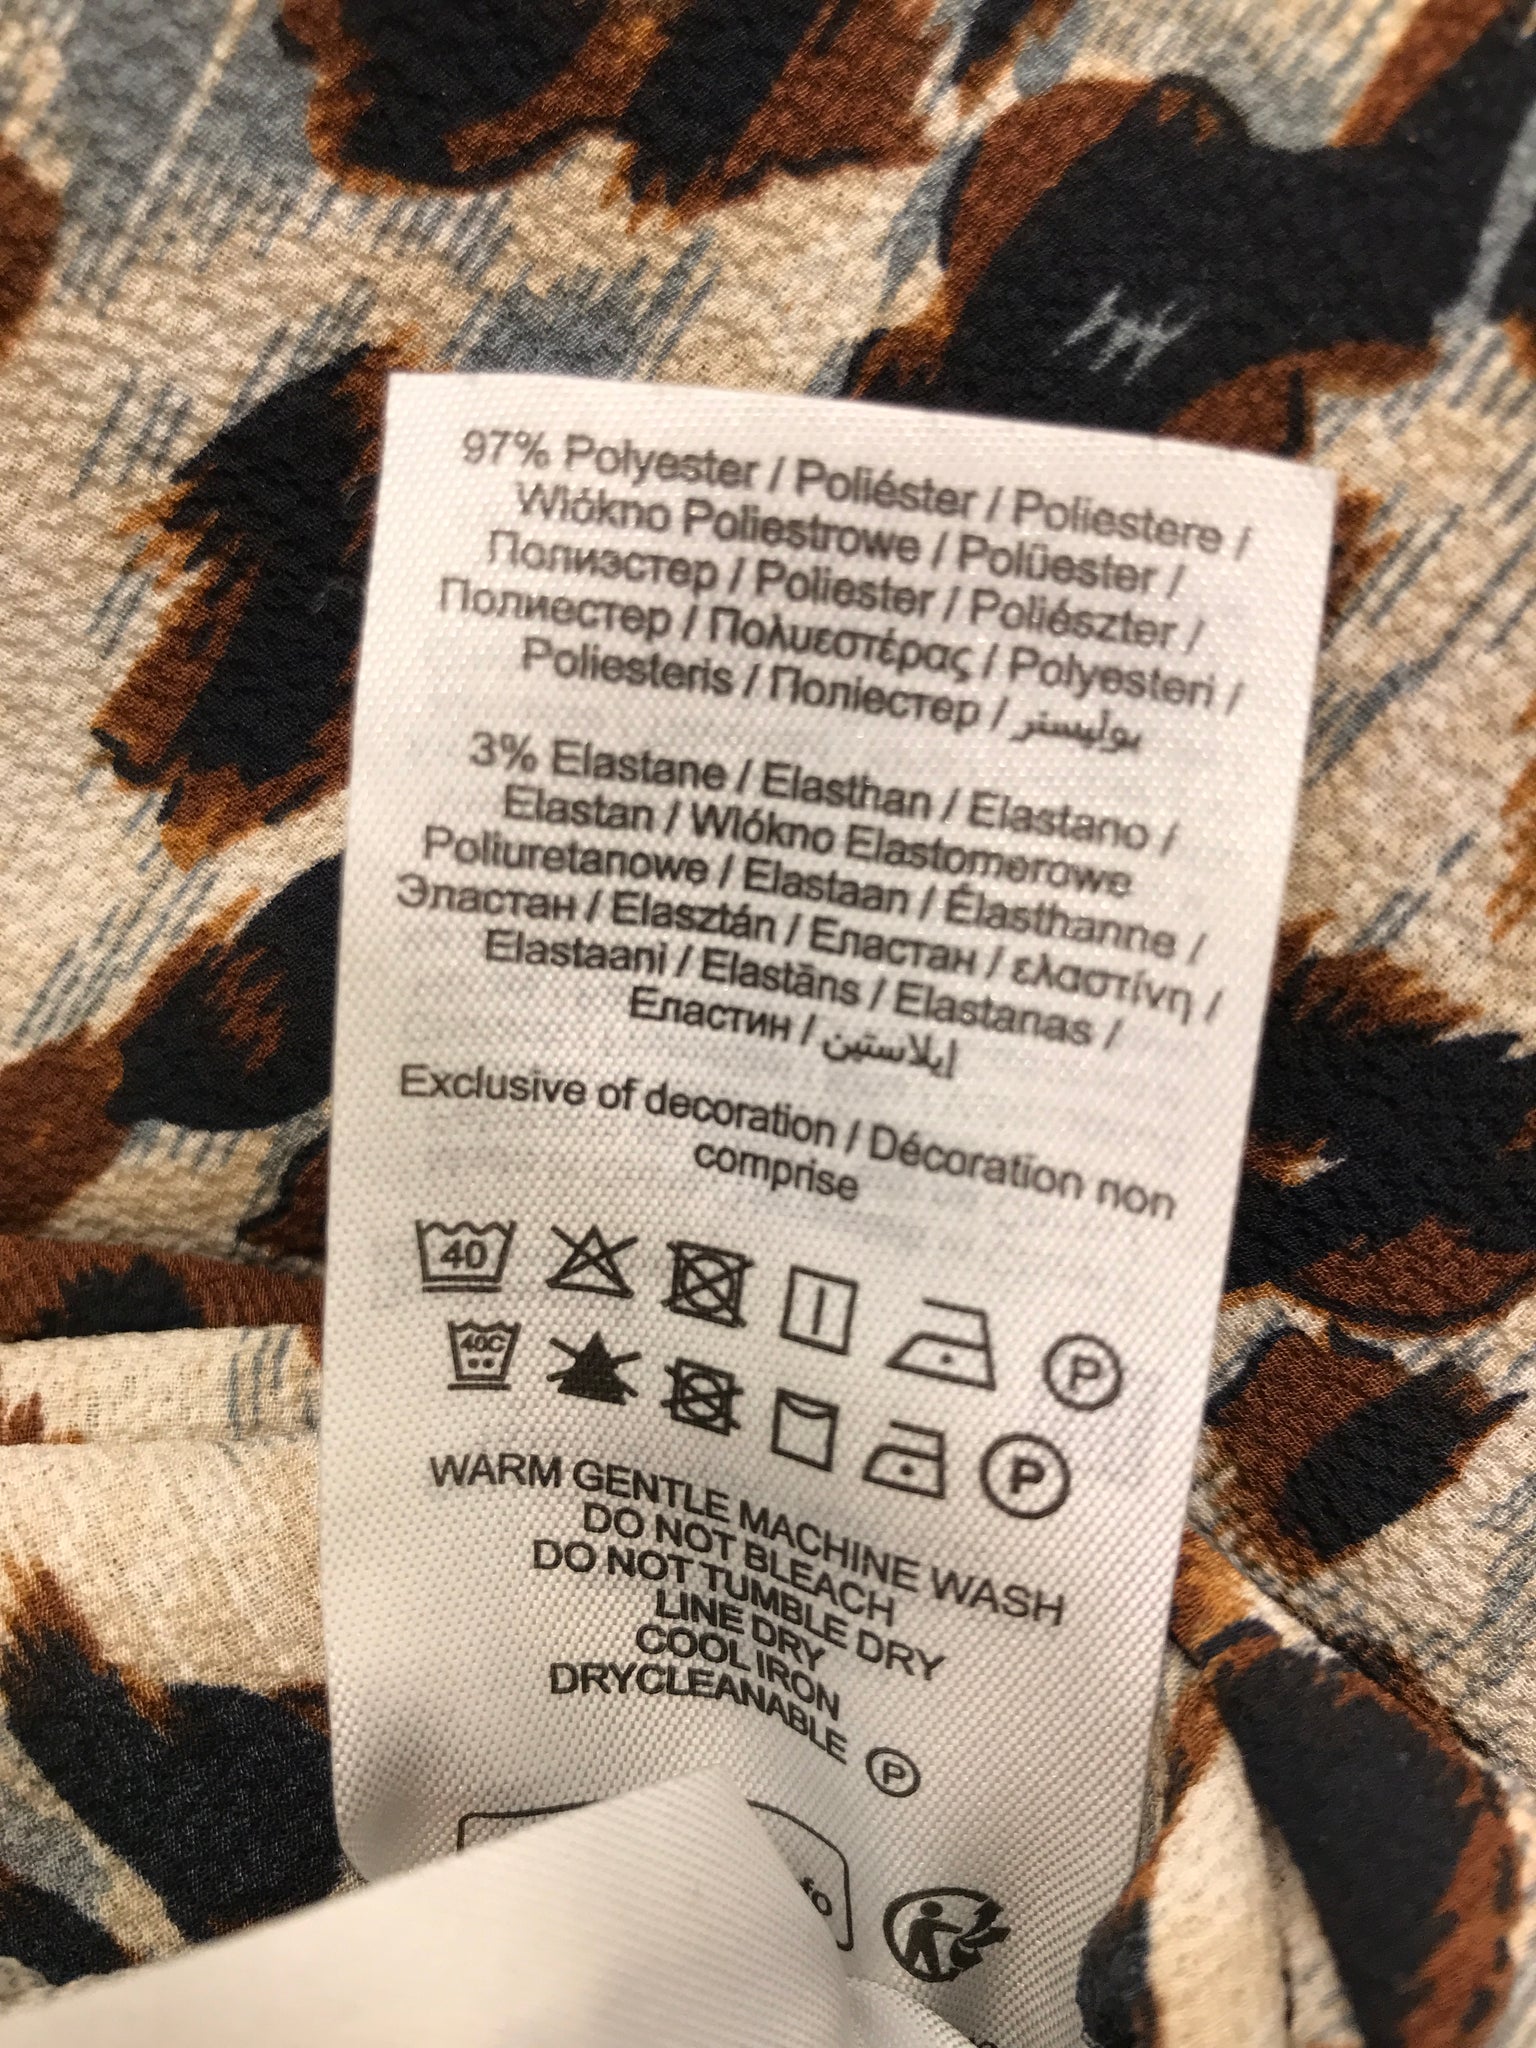 97% Polyester / Poliéster / Poliestere /
Wlókno Poliestrowe / Polüester /
Полиэстер / Poliester / Poliészter /
Полиестер / Πολυεστέρας / Polyesteri /
Poliesteris / Поліестер / بوليستر
3% Elastane / Elasthan / Elastano /
Elastan / Wlókno Elastomerowe
Poliuretanowe / Elastaan / Élasthanne /
Эластан / Elasztán / Еластан / ελαστίνη /
Elastaani / Elastāns / Elastanas /
Еластин / إيلاستين
Exclusive of decoration / Décoration non
comprise
40
P
40C
P
WARM GENTLE MACHINE WASH
DO NOT BLEACH
DO NOT TUMBLE DRY
LINE DRY
COOL IRON
DRYCLEANABLE P